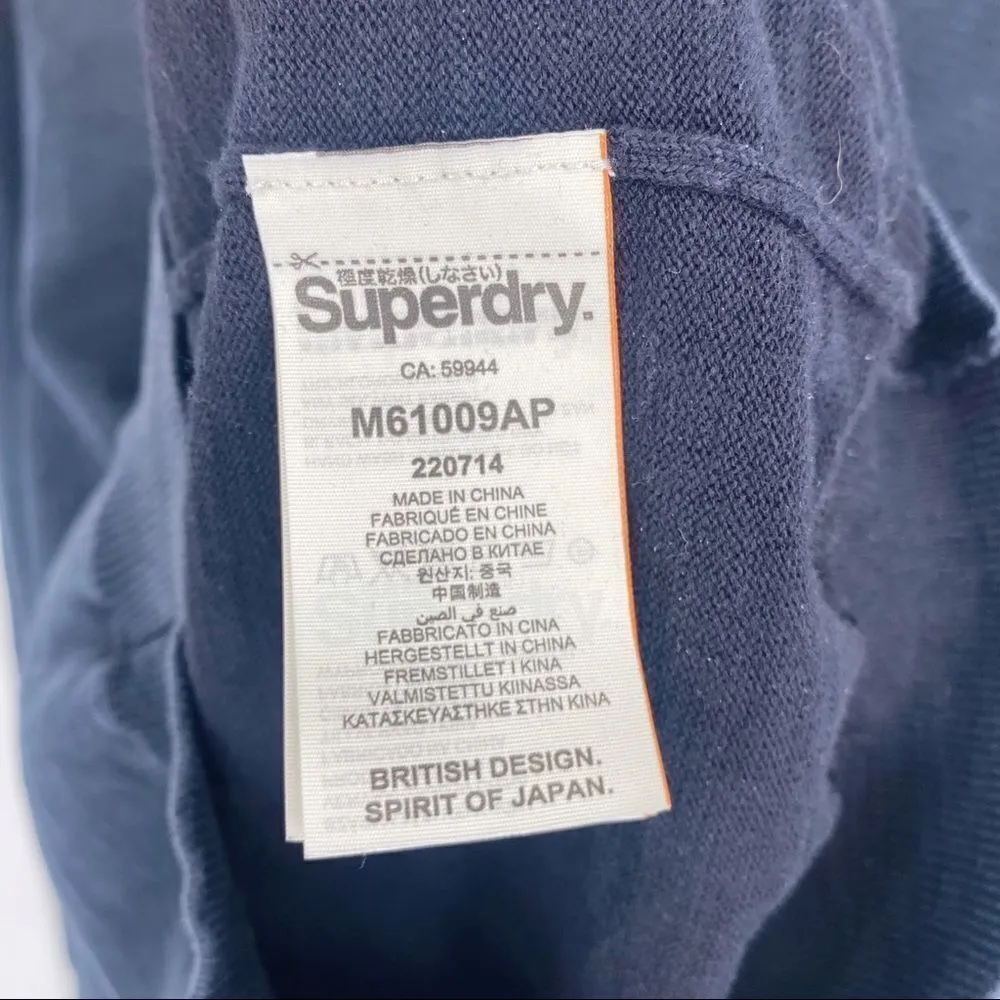 極度乾燥(しなさい)
Superdry.
CA: 59944
M61009AP
220714
MADE IN CHINA
FABRIQUÉ EN CHINE
FABRICADO EN CHINA
СДЕЛАНО В КИТАЕ
원산지: 중국
中国制造
صنع في الصين
FABBRICATO IN CINA
HERGESTELLT IN CHINA
FREMSTILLET I KINA
VALMISTETTU KIINASSA
ΚΑΤΑΣΚΕΥΑΣΤΗΚΕ ΣΤΗΝ ΚΙΝΑ
BRITISH DESIGN.
SPIRIT OF JAPAN.